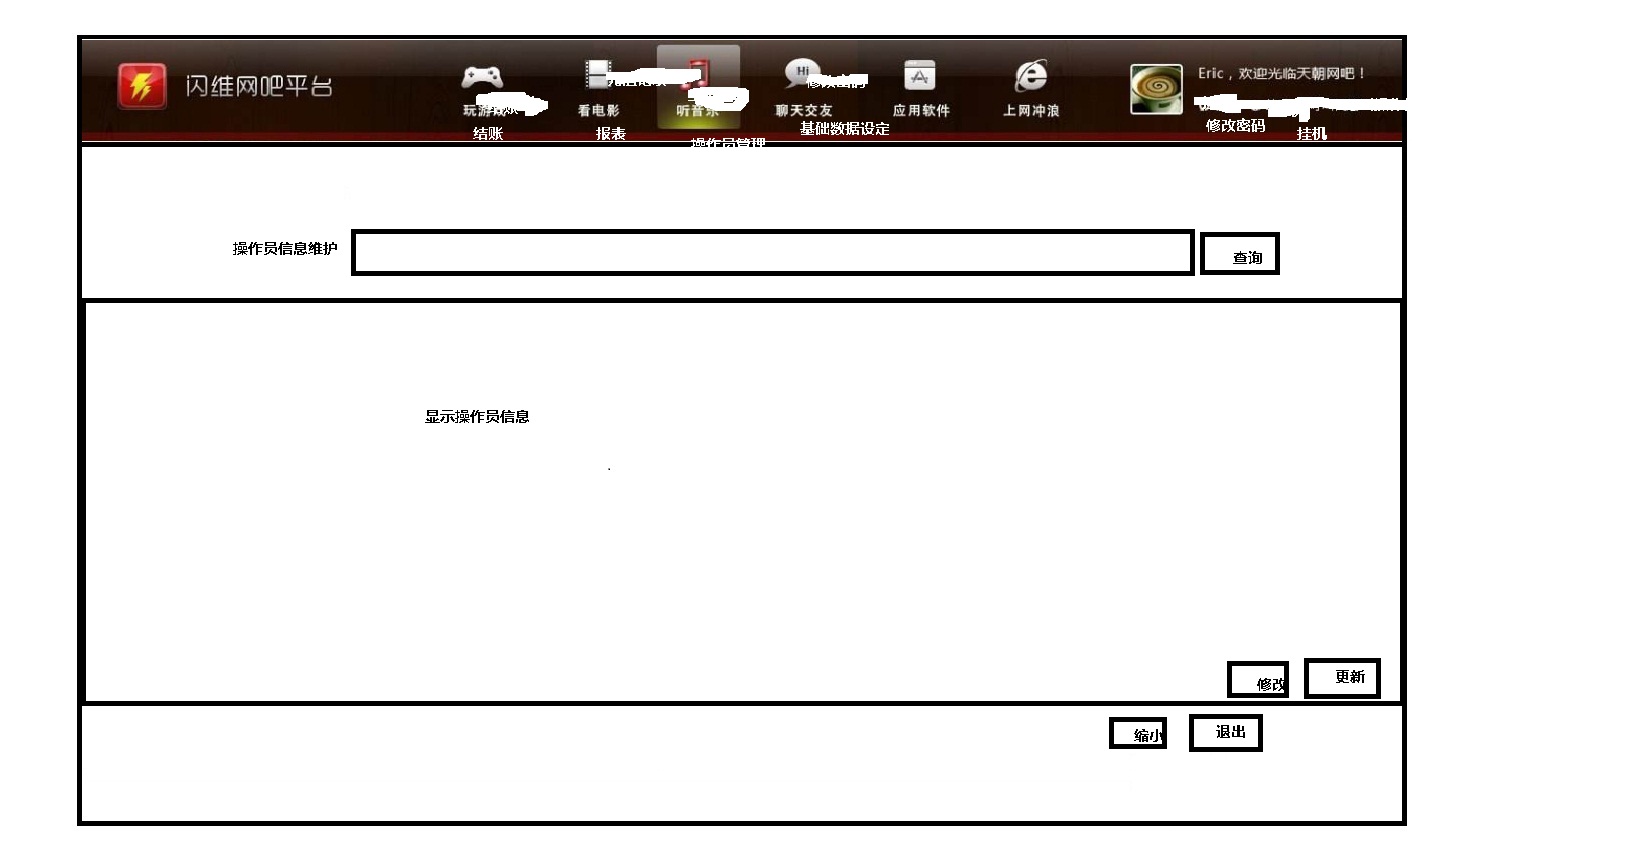 闪维网吧平台
Hi
玩游戏
看电影
听音乐
聊天交友
应用软件
上网冲浪
Eric，欢迎光临天朝网吧！
结账
报表
操作员管理
基础数据设定
修改密码
挂机
操作员信息维护
查询
显示操作员信息
修改
更新
缩小
退出